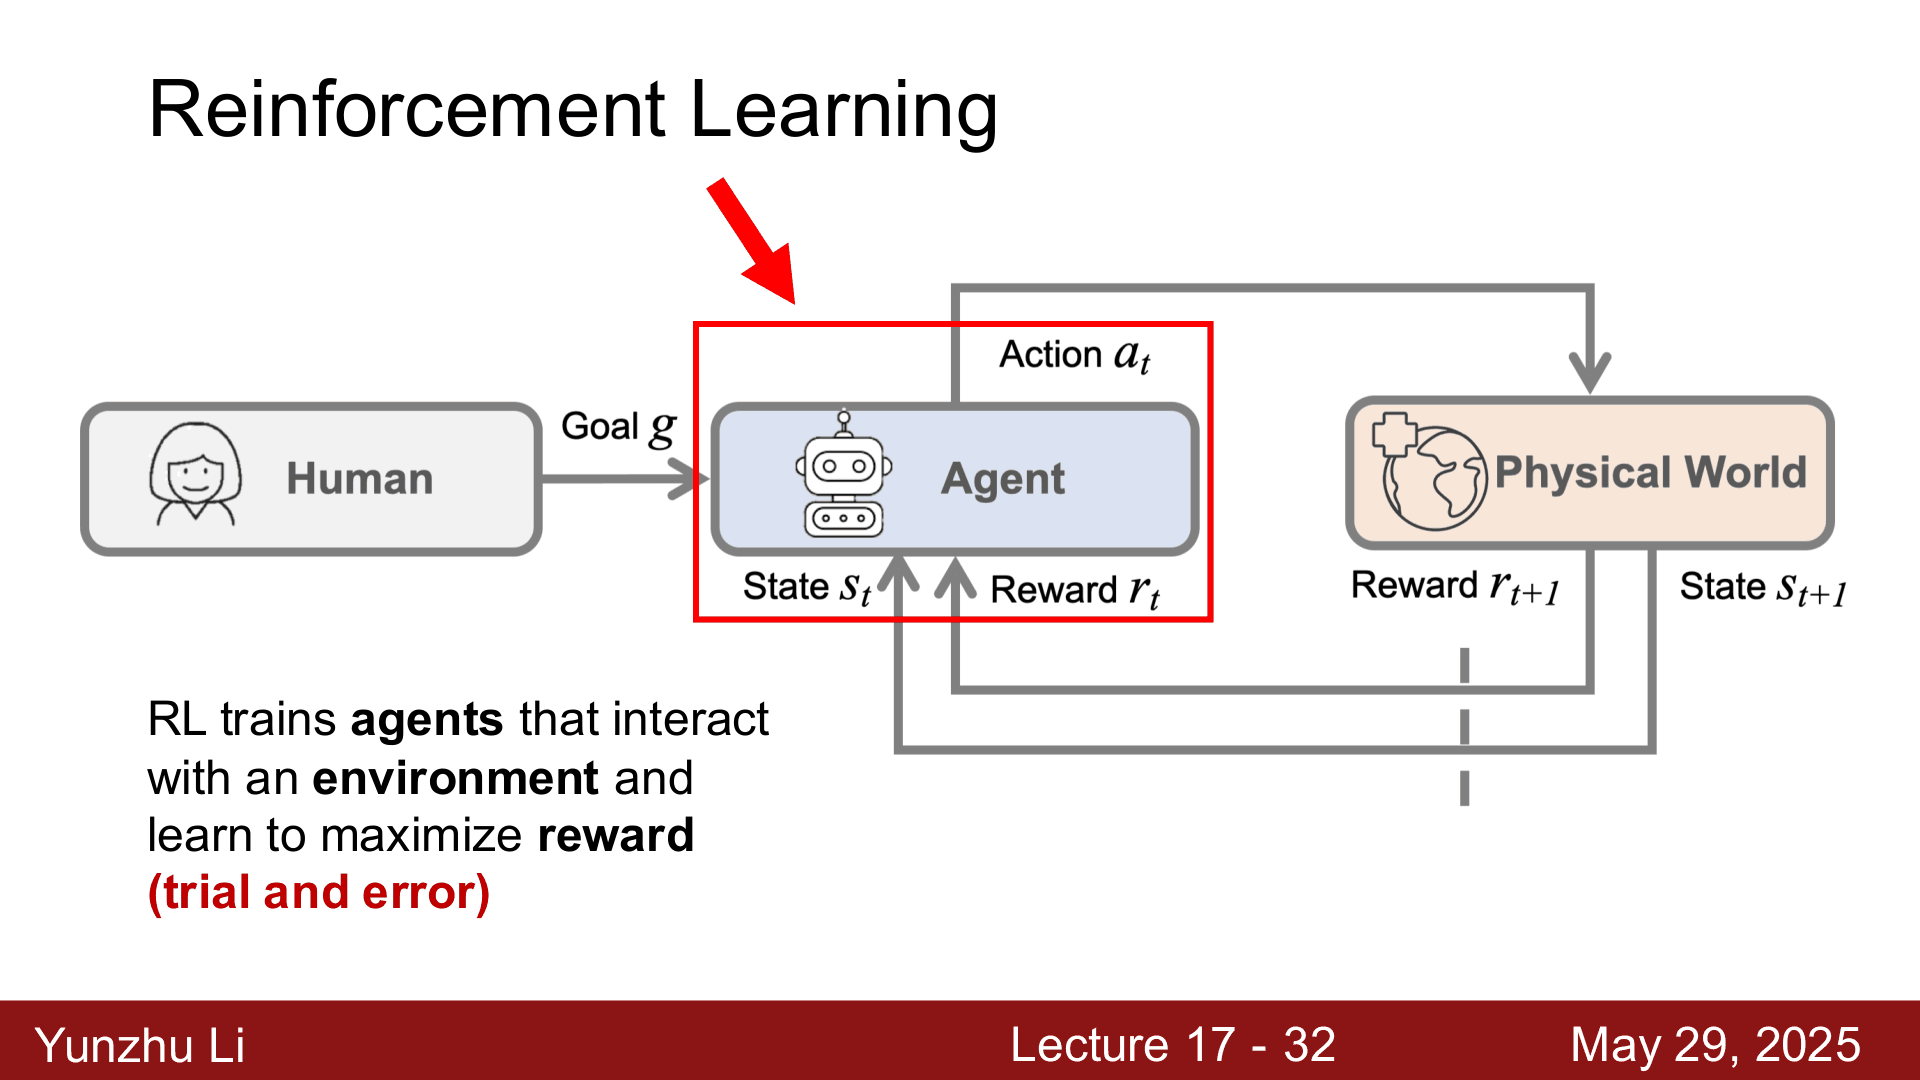 Reinforcement Learning
Action a_t
Goal g
Human
Agent
Physical World
State s_t
Reward r_t
Reward r_{t+1}
State s_{t+1}
RL trains agents that interact
with an environment and
learn to maximize reward
(trial and error)
Yunzhu Li
Lecture 17 - 32
May 29, 2025